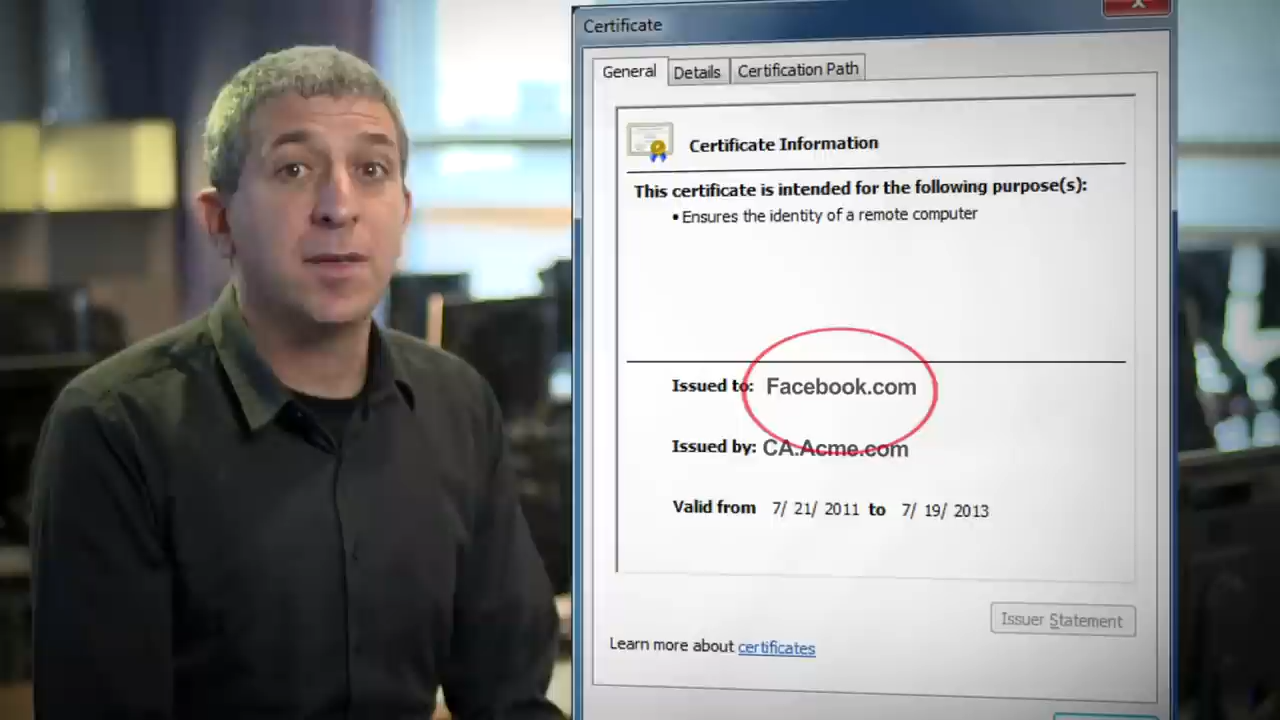 Certificate
General
Details
Certification Path
Certificate Information
This certificate is intended for the following purpose(s):
• Ensures the identity of a remote computer
Issued to: Facebook.com
Issued by: CA.Acme.com
Valid from 7/ 21/ 2011 to 7/ 19/ 2013
Issuer Statement
Learn more about certificates